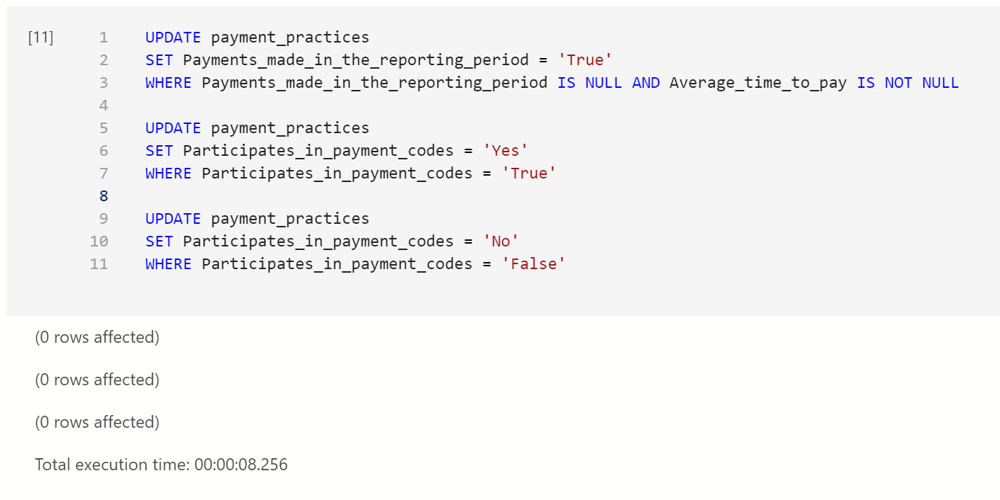 [11] 1 UPDATE payment_practices
2 SET Payments_made_in_the_reporting_period = 'True'
3 WHERE Payments_made_in_the_reporting_period IS NULL AND Average_time_to_pay IS NOT NULL
4
5 UPDATE payment_practices
6 SET Participates_in_payment_codes = 'Yes'
7 WHERE Participates_in_payment_codes = 'True'
8
9 UPDATE payment_practices
10 SET Participates_in_payment_codes = 'No'
11 WHERE Participates_in_payment_codes = 'False'
(0 rows affected)
(0 rows affected)
(0 rows affected)
Total execution time: 00:00:08.256